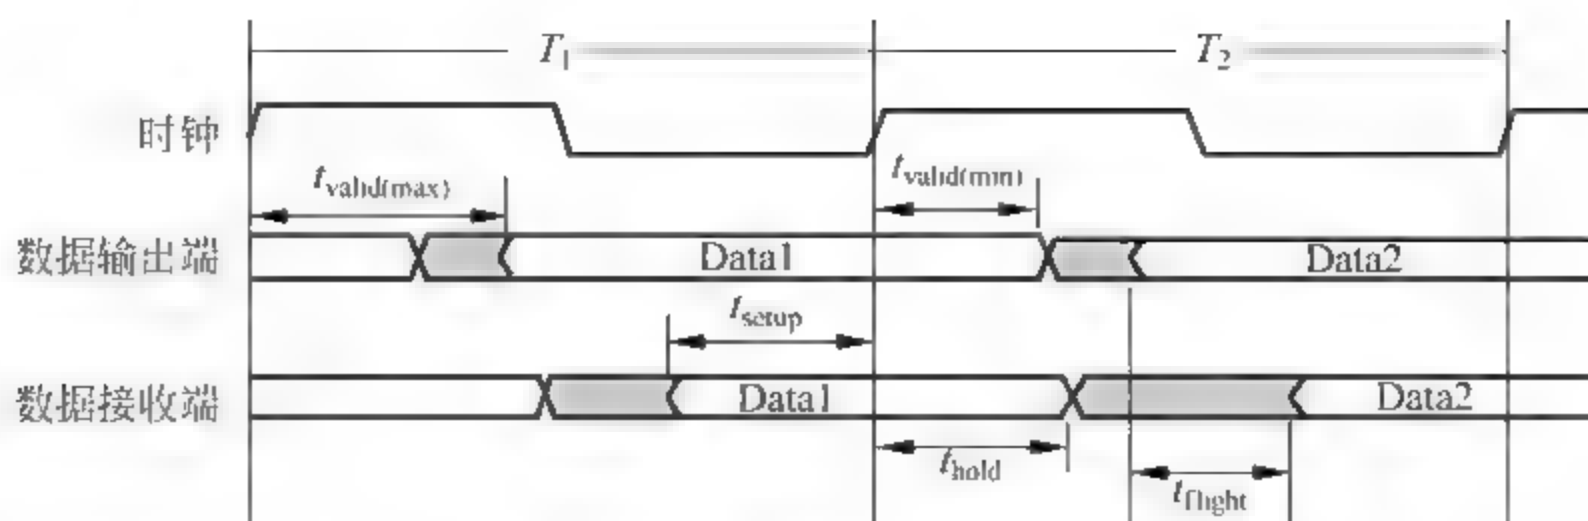 T1 T2
时钟
tvalid(max) tvalid(min)
数据输出端 Data1 Data2
tsetup
数据接收端 Data1 Data2
thold
tflight